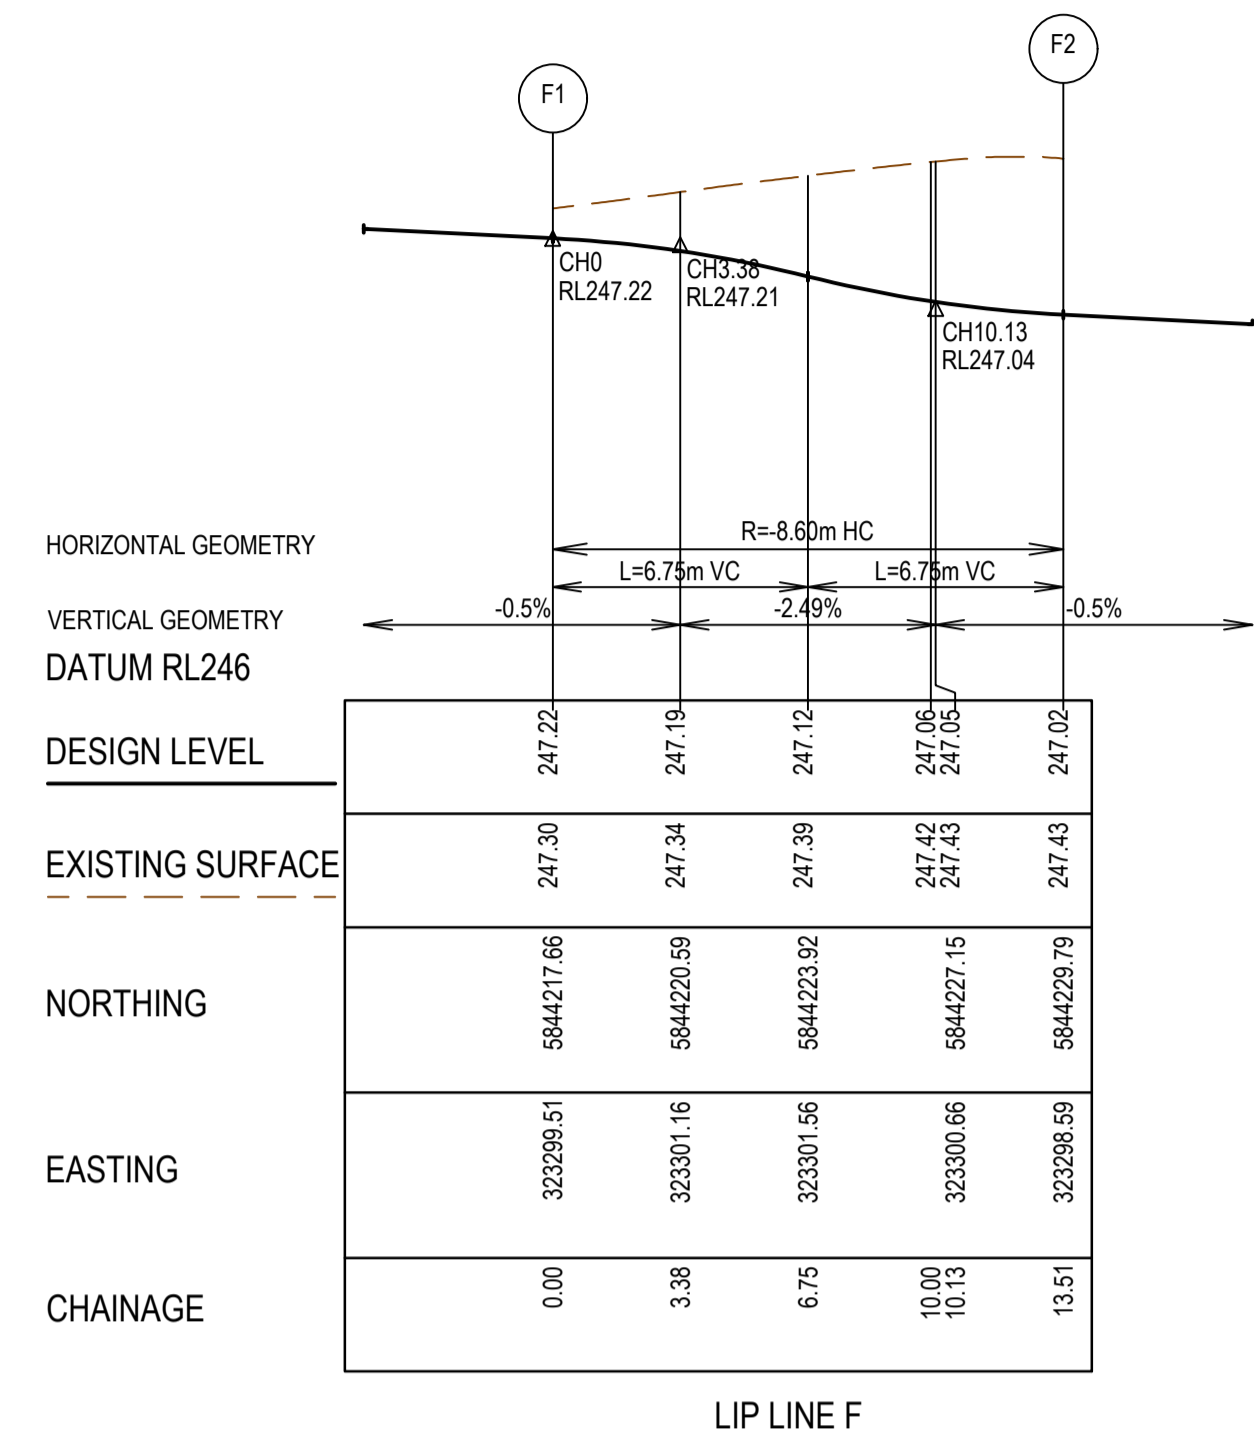 F1
F2
CH0
RL247.22
CH3.38
RL247.21
CH10.13
RL247.04
HORIZONTAL GEOMETRY
R=-8.60m HC
L=6.75m VC
L=6.75m VC
VERTICAL GEOMETRY
-0.5%
-2.49%
-0.5%
DATUM RL246
DESIGN LEVEL
247.22
247.19
247.12
247.06
247.05
247.02
EXISTING SURFACE
247.30
247.34
247.39
247.42
247.43
247.43
NORTHING
5844217.66
5844220.59
5844223.92
5844227.15
5844229.79
EASTING
323299.51
323301.16
323301.56
323300.66
323298.59
CHAINAGE
0.00
3.38
6.75
10.00
10.13
13.51
LIP LINE F